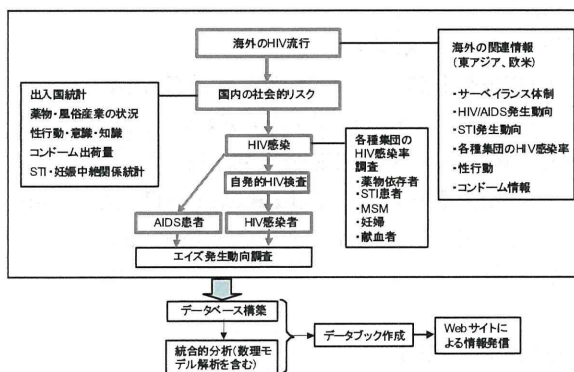 海外のHIV流行
海外の関連情報
(東アジア、欧米)
・サーベイランス体制
・HIV/AIDS発生動向
・STI発生動向
・各種集団のHIV感染率
・性行動
・コンドーム情報
出入国統計
薬物・風俗産業の状況
性行動・意識・知識
コンドーム出荷量
STI・妊娠中絶関係統計
国内の社会的リスク
HIV感染
各種集団の
HIV感染率
調査
・薬物依存者
・STI患者
・MSM
・妊婦
・献血者
自発的HIV検査
AIDS患者
HIV感染者
エイズ発生動向調査
データベース構築
統合的分析(数理モ
デル解析を含む)
データブック作成
Webサイトに
よる情報発信